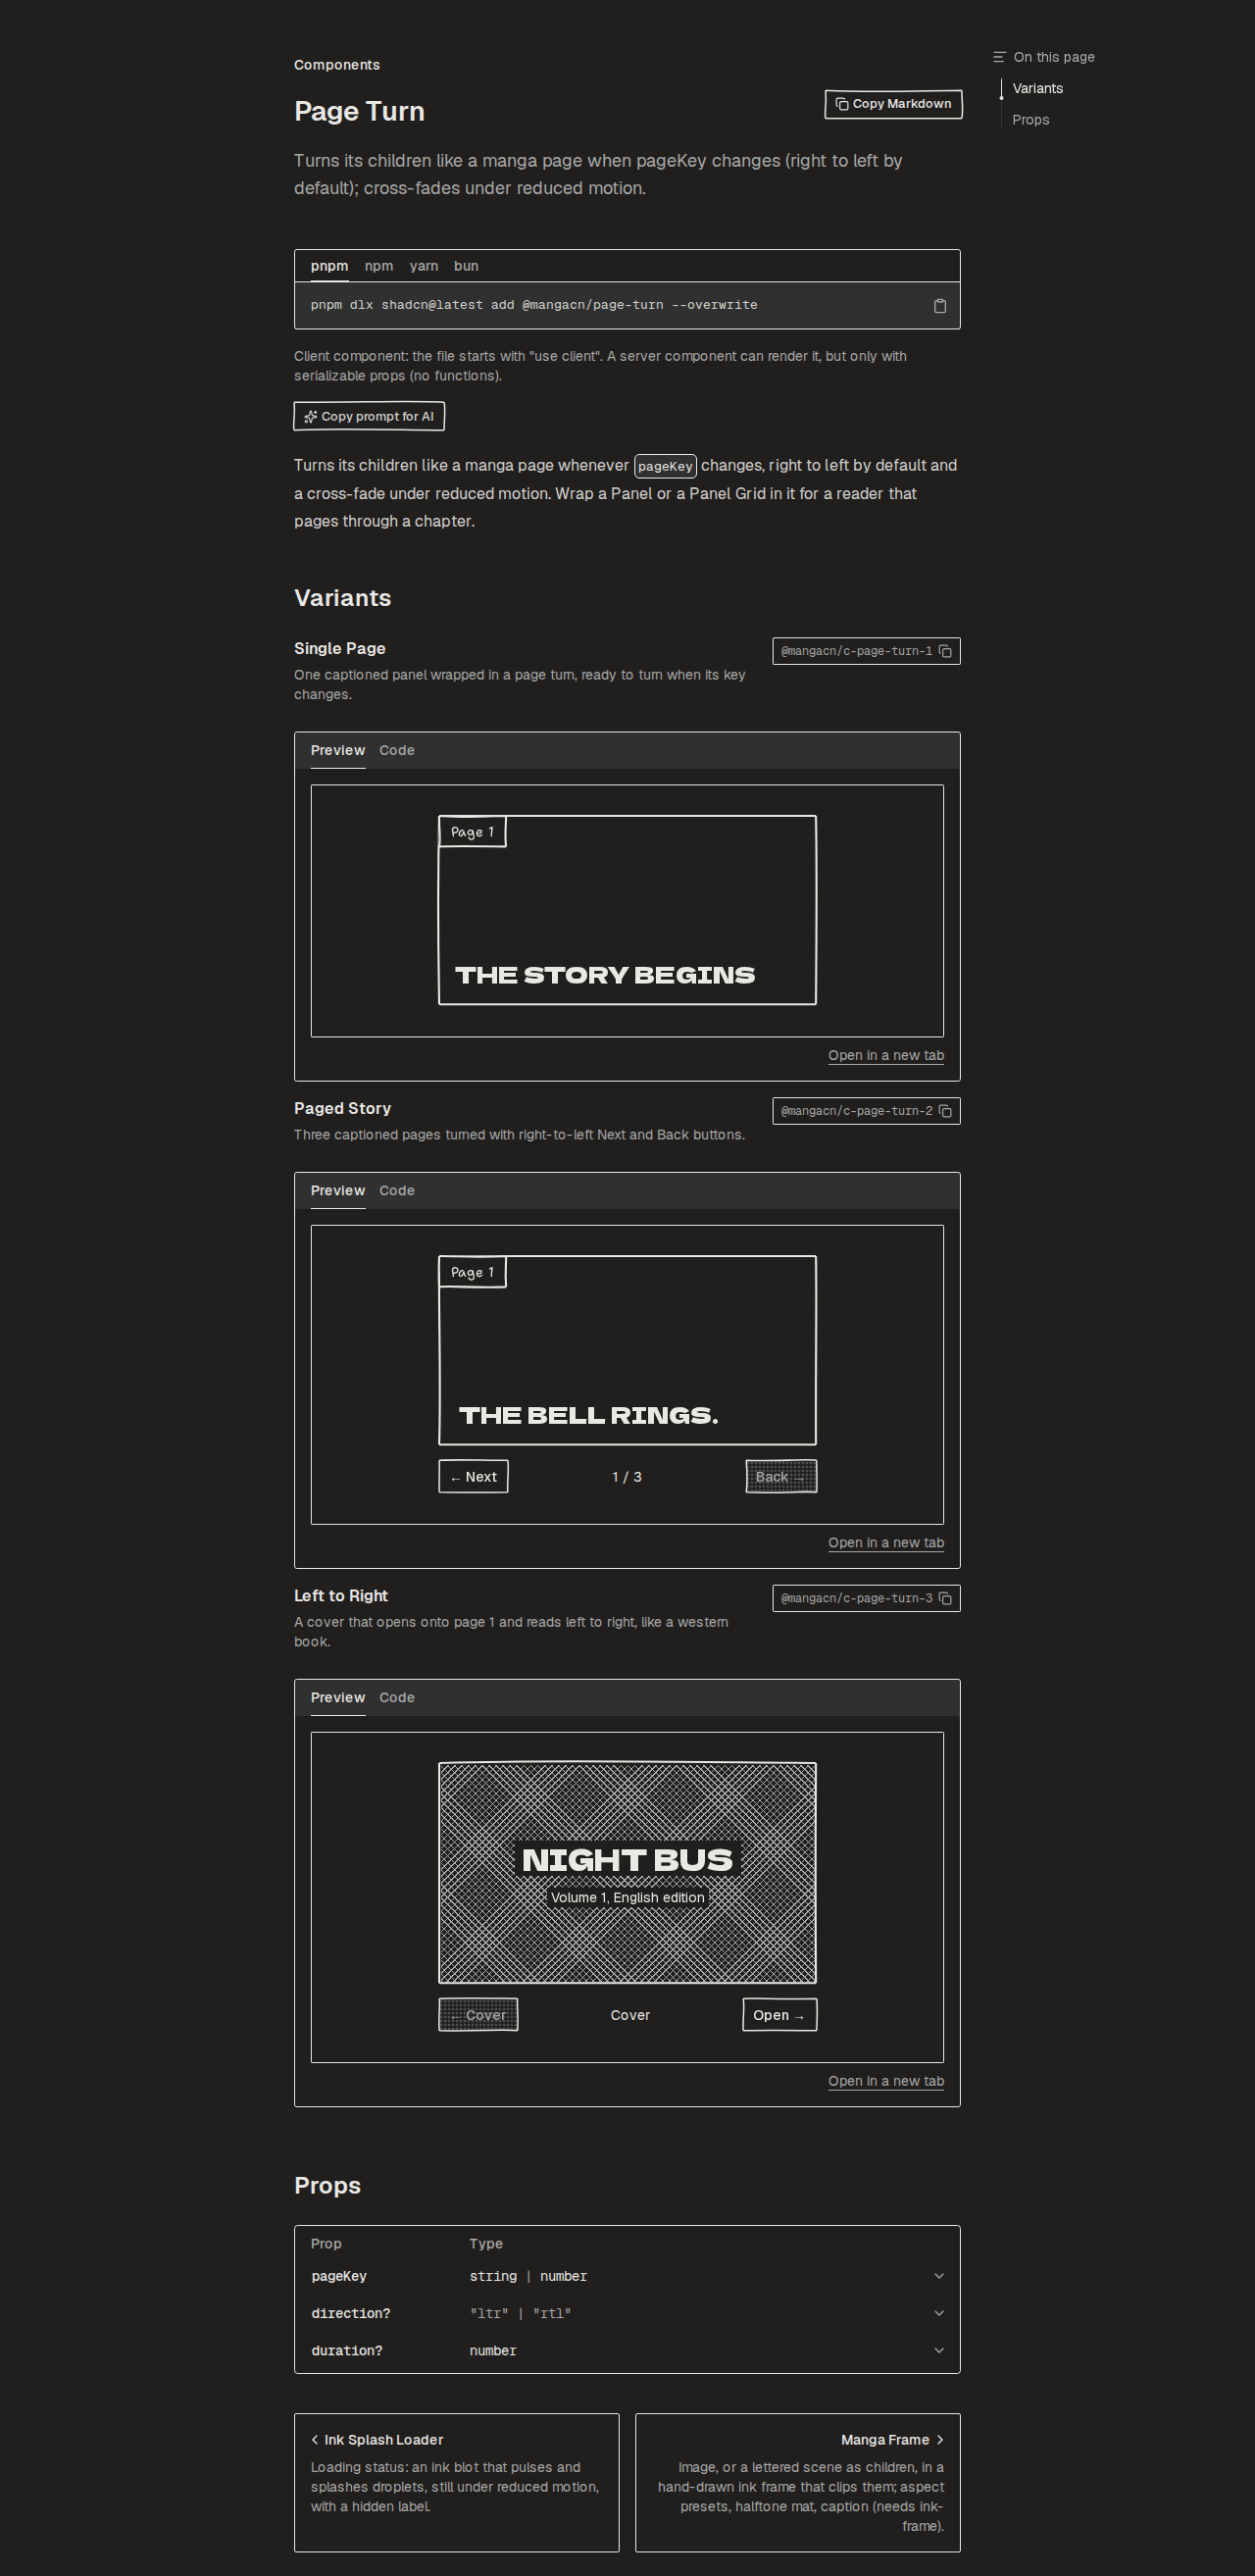 Components
Page Turn
Copy Markdown
On this page
Variants
Props
Turns its children like a manga page when pageKey changes (right to left by
default); cross-fades under reduced motion.
pnpm npm yarn bun
pnpm dlx shadcn@latest add @mangacn/page-turn --overwrite
Client component: the file starts with "use client". A server component can render it, but only with
serializable props (no functions).
Copy prompt for AI
Turns its children like a manga page whenever pageKey changes, right to left by default and
a cross-fade under reduced motion. Wrap a Panel or a Panel Grid in it for a reader that
pages through a chapter.
Variants
Single Page
@mangacn/c-page-turn-1
One captioned panel wrapped in a page turn, ready to turn when its key
changes.
Preview Code
Page 1
THE STORY BEGINS
Open in a new tab
Paged Story
@mangacn/c-page-turn-2
Three captioned pages turned with right-to-left Next and Back buttons.
Preview Code
Page 1
THE BELL RINGS.
← Next 1 / 3 Back →
Open in a new tab
Left to Right
@mangacn/c-page-turn-3
A cover that opens onto page 1 and reads left to right, like a western
book.
Preview Code
NIGHT BUS
Volume 1, English edition
← Cover Cover Open →
Open in a new tab
Props
Prop Type
pageKey string | number
direction? "ltr" | "rtl"
duration? number
Ink Splash Loader
Loading status: an ink blot that pulses and
splashes droplets, still under reduced motion,
with a hidden label.
Manga Frame
Image, or a lettered scene as children, in a
hand-drawn ink frame that clips them; aspect
presets, halftone mat, caption (needs ink-
frame).